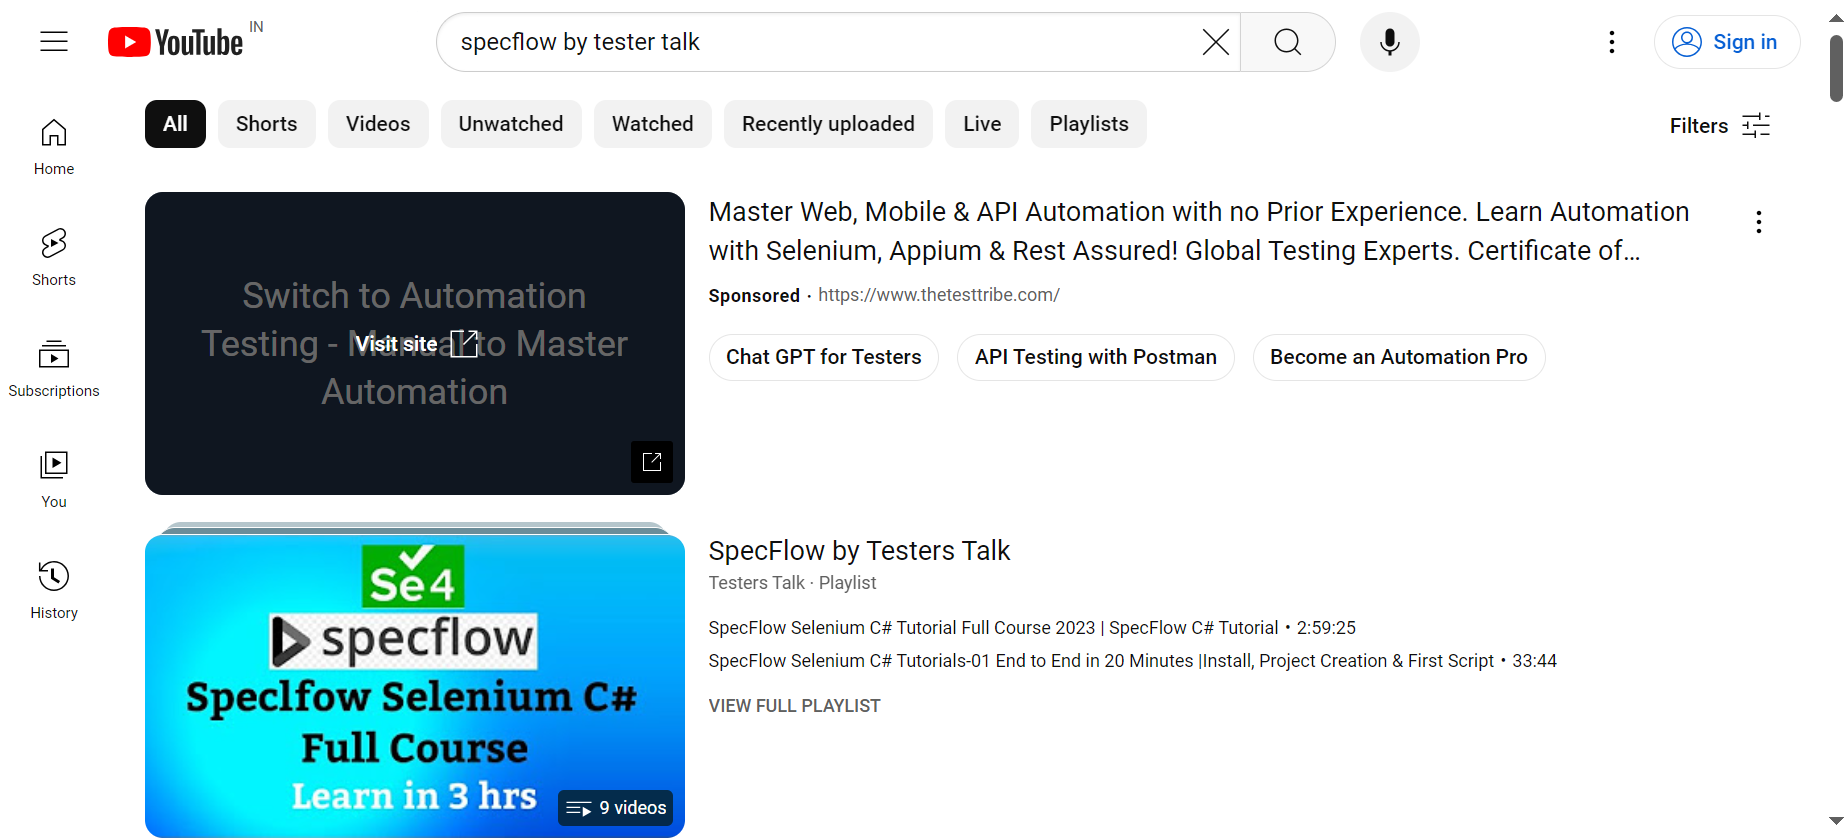 YouTube IN
specflow by tester talk
Sign in
All
Shorts
Videos
Unwatched
Watched
Recently uploaded
Live
Playlists
Filters
Home
Shorts
Subscriptions
You
History
Switch to Automation
Testing - Manual to Master
Automation
Visit site
Master Web, Mobile & API Automation with no Prior Experience. Learn Automation
with Selenium, Appium & Rest Assured! Global Testing Experts. Certificate of...
Sponsored · https://www.thetesttribe.com/
Chat GPT for Testers
API Testing with Postman
Become an Automation Pro
Se4
specflow
Speclfow Selenium C#
Full Course
Learn in 3 hrs
9 videos
SpecFlow by Testers Talk
Testers Talk · Playlist
SpecFlow Selenium C# Tutorial Full Course 2023 | SpecFlow C# Tutorial • 2:59:25
SpecFlow Selenium C# Tutorials-01 End to End in 20 Minutes |Install, Project Creation & First Script • 33:44
VIEW FULL PLAYLIST